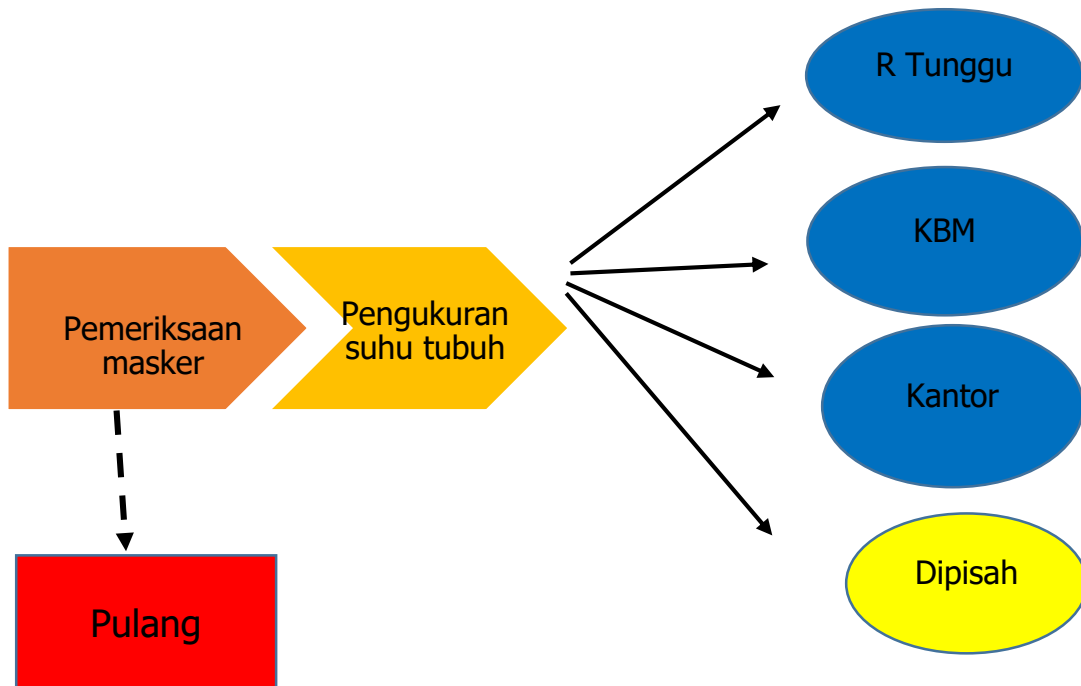 R Tunggu
KBM
Pemeriksaan
masker
Pengukuran
suhu tubuh
Kantor
Dipisah
Pulang